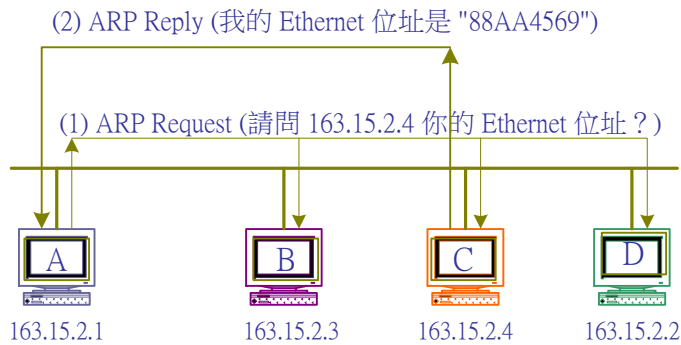 (2) ARP Reply (我的 Ethernet 位址是 "88AA4569")
(1) ARP Request (請問 163.15.2.4 你的 Ethernet 位址？)
A
B
C
D
163.15.2.1
163.15.2.3
163.15.2.4
163.15.2.2